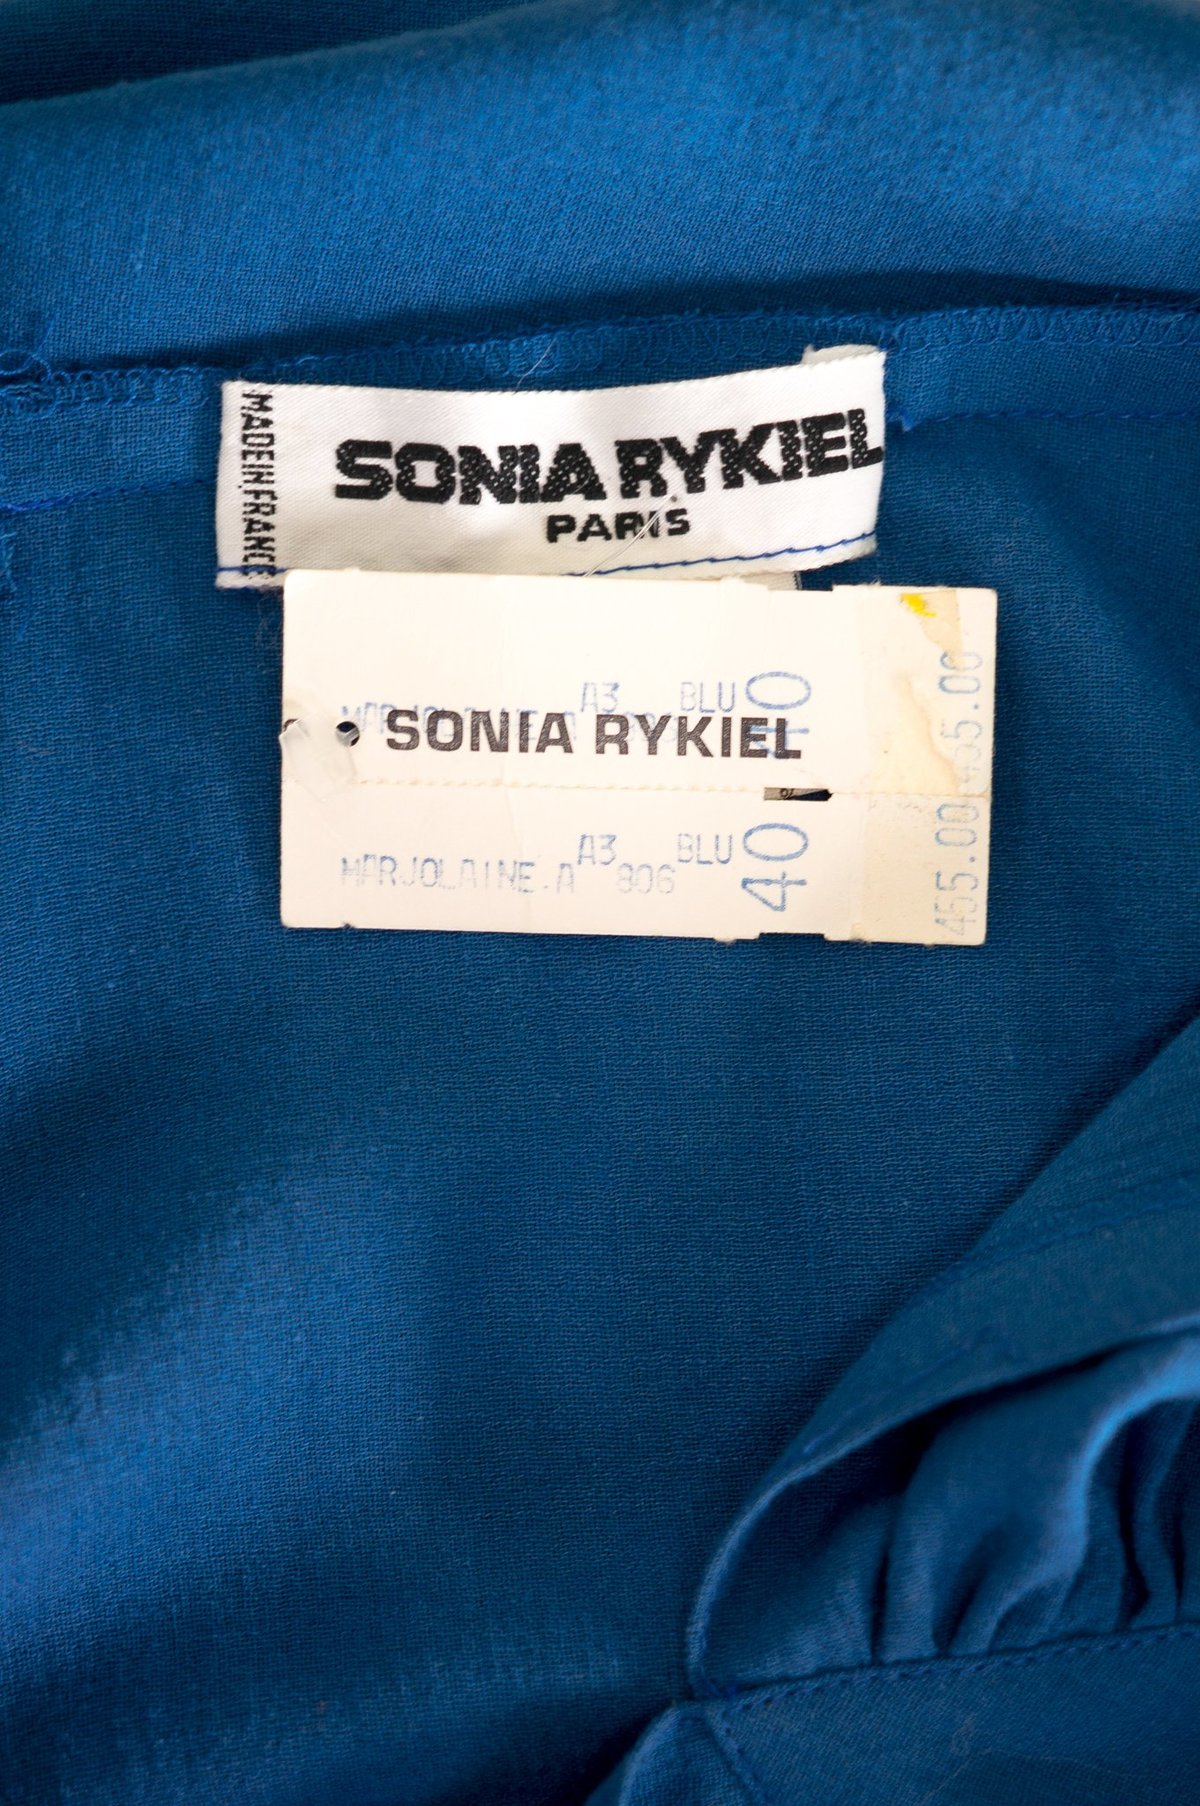 MADE IN FRANCE
SONIA RYKIEL
PARIS
A3 BLU 40
SONIA RYKIEL
455.00
A3 BLU 40
MARJOLAINE.A 806
455.00